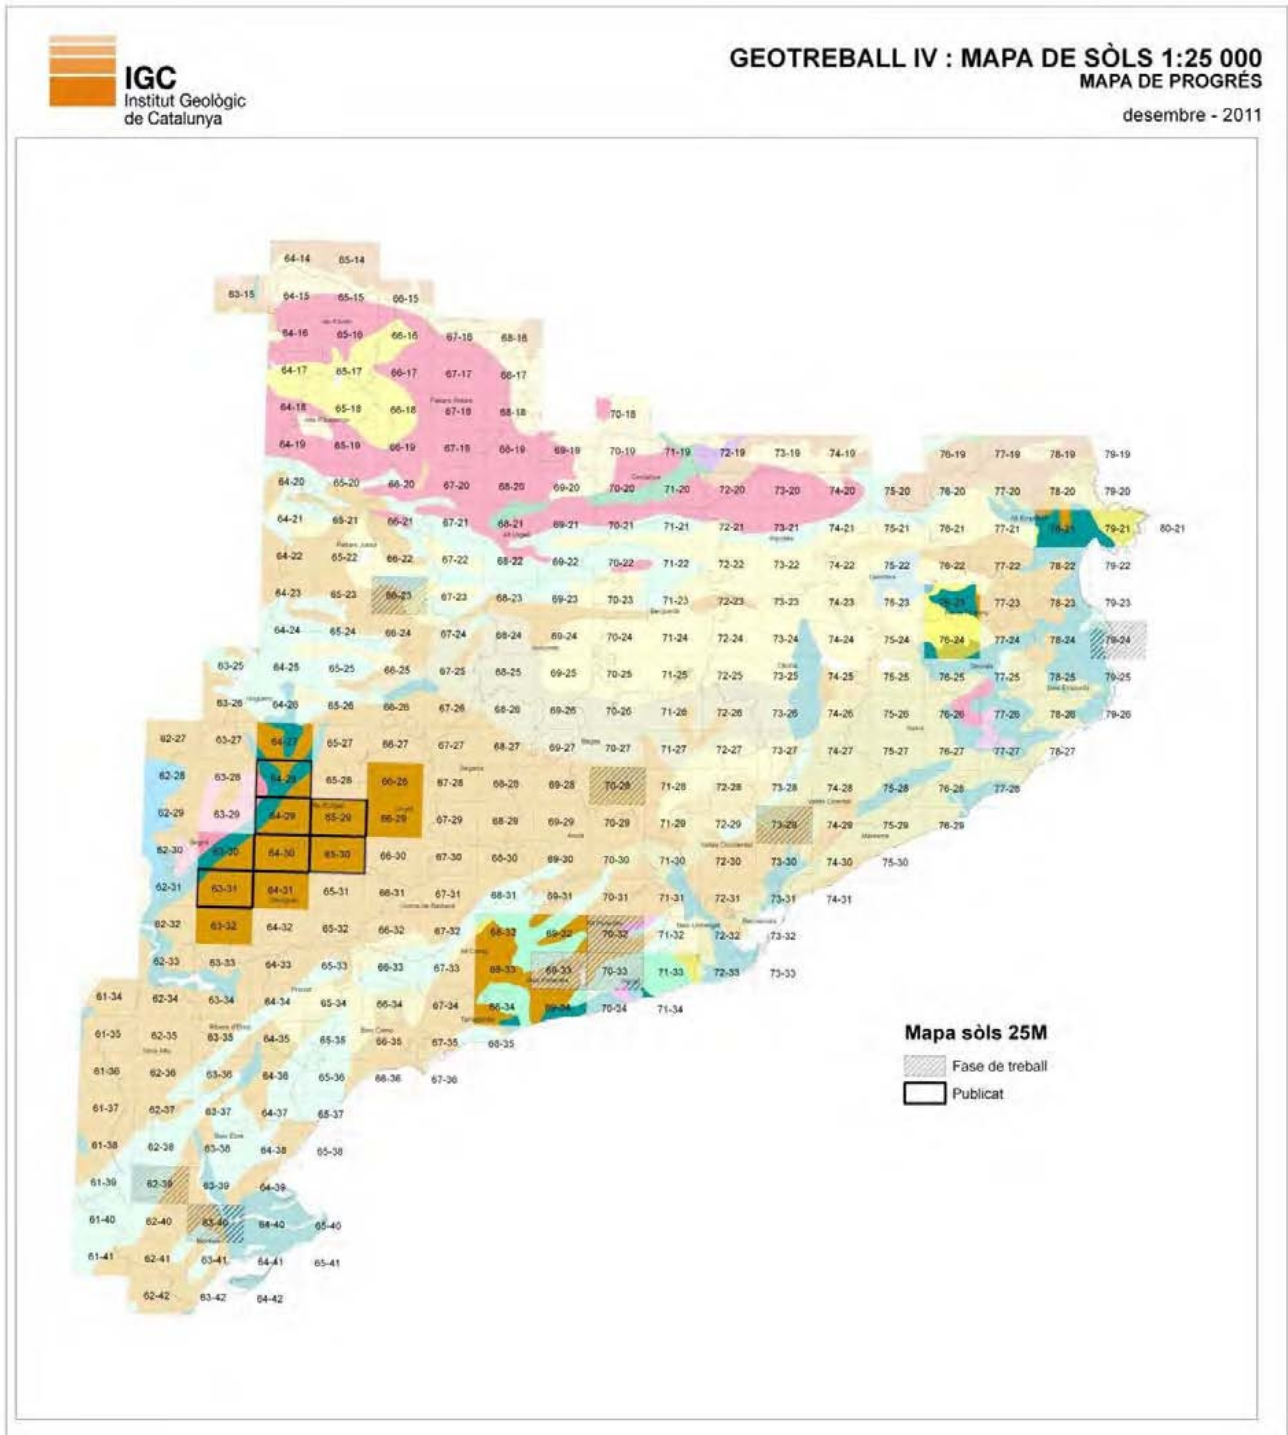 IGC
Institut Geològic
de Catalunya
GEOTREBALL IV : MAPA DE SÒLS 1:25 000
MAPA DE PROGRÉS
desembre - 2011
64-14 65-14
63-15 64-15 65-15 66-15
64-16 65-16 66-16 67-16 68-16
64-17 65-17 66-17 67-17 68-17
70-18
64-18 65-18 66-18 67-18 68-18
64-19 65-19 66-19 67-19 68-19 69-19 70-19 71-19 72-19 73-19 74-19 76-19 77-19 78-19 79-19
64-20 65-20 66-20 67-20 68-20 69-20 70-20 71-20 72-20 73-20 74-20 75-20 76-20 77-20 78-20 79-20
64-21 65-21 66-21 67-21 68-21 69-21 70-21 71-21 72-21 73-21 74-21 75-21 76-21 77-21 78-21 79-21 80-21
64-22 65-22 66-22 67-22 68-22 69-22 70-22 71-22 72-22 73-22 74-22 75-22 76-22 77-22 78-22 79-22
64-23 65-23 66-23 67-23 68-23 69-23 70-23 71-23 72-23 73-23 74-23 75-23 76-23 77-23 78-23 79-23
64-24 65-24 66-24 67-24 68-24 69-24 70-24 71-24 72-24 73-24 74-24 75-24 76-24 77-24 78-24 79-24
63-25 64-25 65-25 66-25 67-25 68-25 69-25 70-25 71-25 72-25 73-25 74-25 75-25 76-25 77-25 78-25 79-25
63-26 64-26 65-26 66-26 67-26 68-26 69-26 70-26 71-26 72-26 73-26 74-26 75-26 76-26 77-26 78-26 79-26
62-27 63-27 64-27 65-27 66-27 67-27 68-27 69-27 70-27 71-27 72-27 73-27 74-27 75-27 76-27 77-27 78-27
62-28 63-28 64-28 65-28 66-28 67-28 68-28 69-28 70-28 71-28 72-28 73-28 74-28 75-28 76-28 77-28
62-29 63-29 64-29 65-29 66-29 67-29 68-29 69-29 70-29 71-29 72-29 73-29 74-29 75-29 76-29
62-30 63-30 64-30 65-30 66-30 67-30 68-30 69-30 70-30 71-30 72-30 73-30 74-30 75-30
62-31 63-31 64-31 65-31 66-31 67-31 68-31 69-31 70-31 71-31 72-31 73-31 74-31
62-32 63-32 64-32 65-32 66-32 67-32 68-32 69-32 70-32 71-32 72-32 73-32
62-33 63-33 64-33 65-33 66-33 67-33 68-33 69-33 70-33 71-33 72-33 73-33
61-34 62-34 63-34 64-34 65-34 66-34 67-34 68-34 69-34 70-34 71-34
61-35 62-35 63-35 64-35 65-35 66-35 67-35 68-35
61-36 62-36 63-36 64-36 65-36 66-36 67-36
61-37 62-37 63-37 64-37 65-37
61-38 62-38 63-38 64-38 65-38
61-39 62-39 63-39 64-39
61-40 62-40 63-40 64-40 65-40
61-41 62-41 63-41 64-41 65-41
62-42 63-42 64-42
Mapa sòls 25M
Fase de treball
Publicat